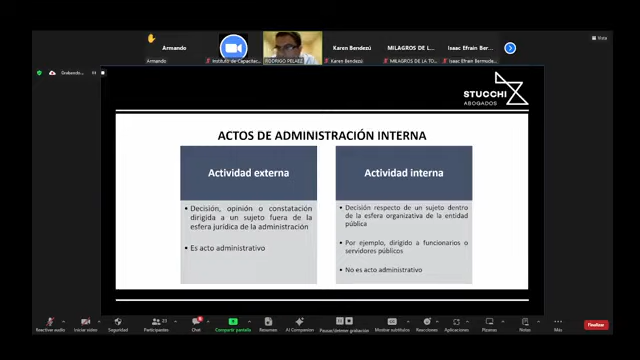 Vista
Armando
Karen Bendezú
MILAGROS DE L...
Isaac Efrain Ber...
Armando
Instituto de Capacitac...
RODRIGO PELAEZ
Karen Bendezú
MILAGROS DE LA TO...
Isaac Efrain Bermude...
Grabando...
STUCCHI
ABOGADOS
ACTOS DE ADMINISTRACIÓN INTERNA
Actividad externa
• Decisión, opinión o constatación
dirigida a un sujeto fuera de la
esfera jurídica de la administración
• Es acto administrativo
Actividad interna
• Decisión respecto de un sujeto dentro
de la esfera organizativa de la entidad
pública
• Por ejemplo, dirigido a funcionarios o
servidores públicos
• No es acto administrativo
Reactivar audio
Iniciar video
Seguridad
Participantes
Chat
Compartir pantalla
Resumen
AI Companion
Pausar/detener grabación
Mostrar subtítulos
Reacciones
Aplicaciones
Pizarras
Notas
Más
Finalizar